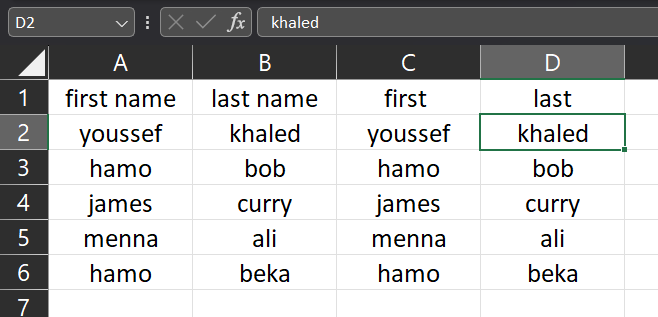 D2 fx khaled
A B C D
1 first name last name first last
2 youssef khaled youssef khaled
3 hamo bob hamo bob
4 james curry james curry
5 menna ali menna ali
6 hamo beka hamo beka
7